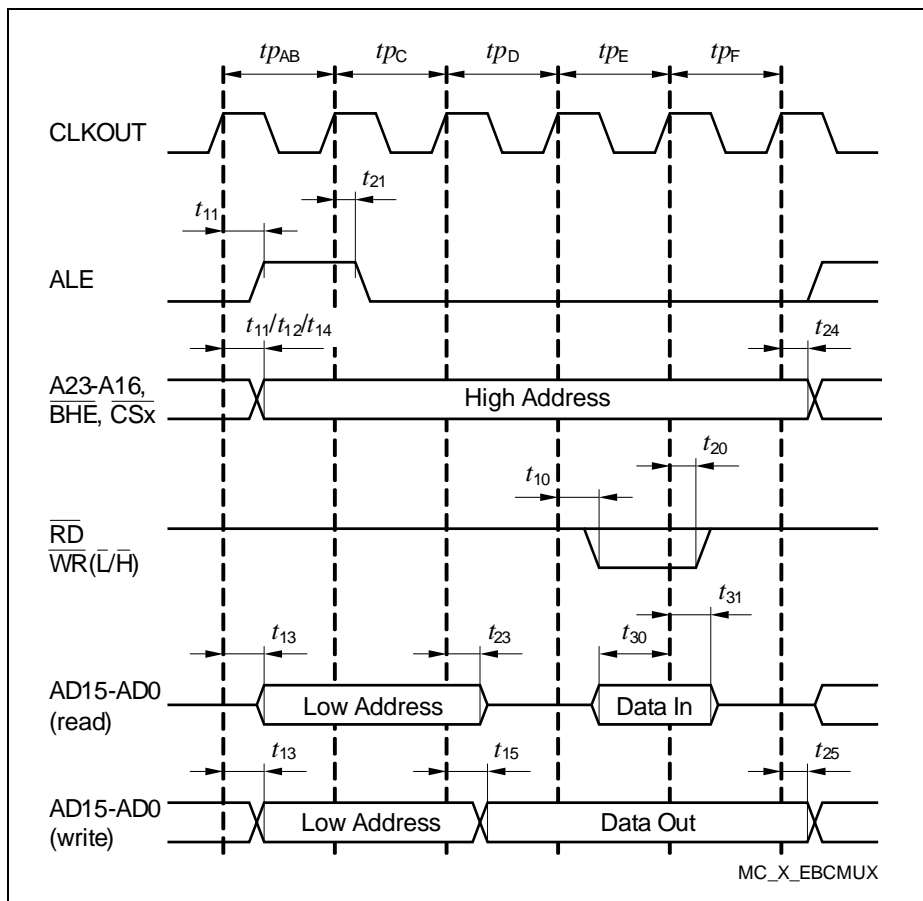 tpAB tpC tpD tpE tpF
CLKOUT
t21
t11
ALE
t11/t12/t14 t24
A23-A16,
BHE, CSx
High Address
t20
t10
RD
WR(L/H)
t31
t13 t23 t30
AD15-AD0
(read)
Low Address Data In
t13 t15 t25
AD15-AD0
(write)
Low Address Data Out
MC_X_EBCMUX